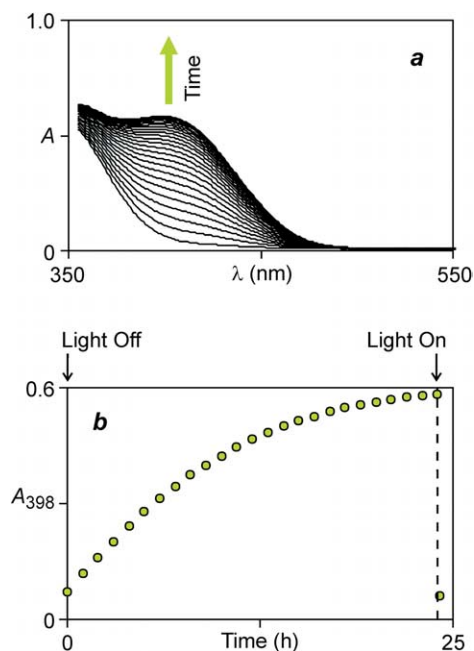 1.0
a
Time
A
0
350
λ (nm)
550
Light Off
Light On
0.6
b
A398
0
0
Time (h)
25